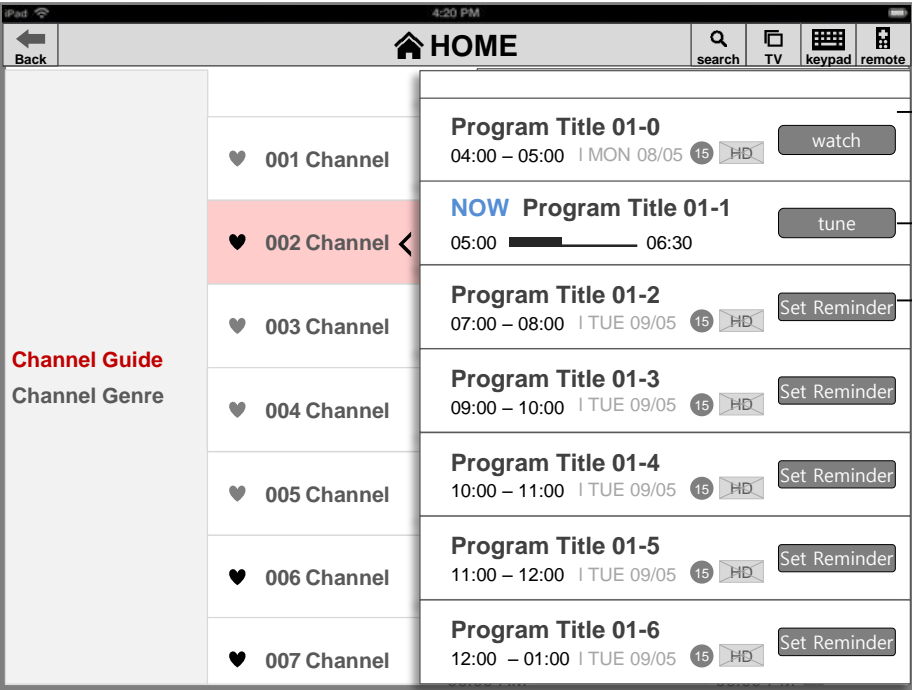 iPad 4:20 PM
Back HOME search TV keypad remote
Channel Guide
Channel Genre
001 Channel
002 Channel
003 Channel
004 Channel
005 Channel
006 Channel
007 Channel
Program Title 01-0
04:00 – 05:00 I MON 08/05 15 HD
watch
NOW Program Title 01-1
05:00 06:30
tune
Program Title 01-2
07:00 – 08:00 I TUE 09/05 15 HD
Set Reminder
Program Title 01-3
09:00 – 10:00 I TUE 09/05 15 HD
Set Reminder
Program Title 01-4
10:00 – 11:00 I TUE 09/05 15 HD
Set Reminder
Program Title 01-5
11:00 – 12:00 I TUE 09/05 15 HD
Set Reminder
Program Title 01-6
12:00 – 01:00 I TUE 09/05 15 HD
Set Reminder